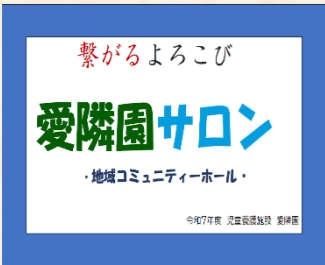 繋がるよろこび
愛隣園サロン
・地域コミュニティーホール・
令和7年度 児童養護施設 愛隣園